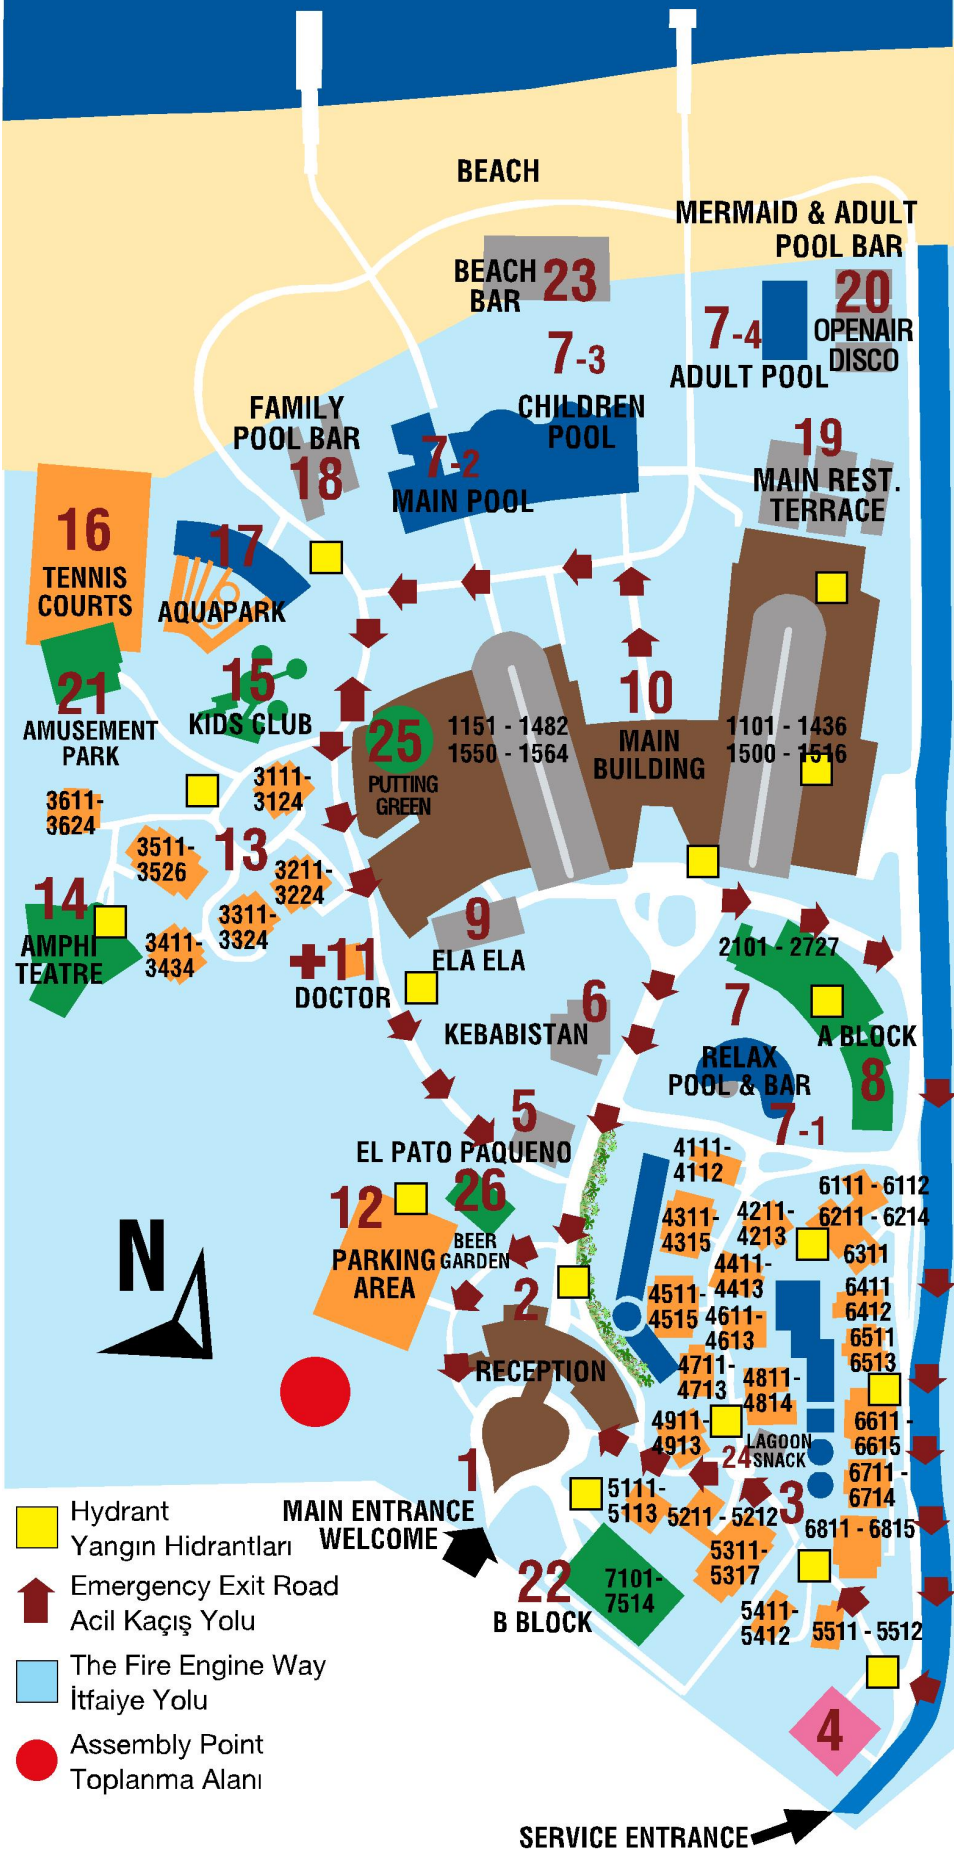 BEACH
MERMAID & ADULT
POOL BAR
BEACH
BAR
23
20
OPENAIR
DISCO
7-4
ADULT POOL
7-3
CHILDREN
POOL
FAMILY
POOL BAR
18
7-2
MAIN POOL
19
MAIN REST.
TERRACE
16
TENNIS
COURTS
17
AQUAPARK
21
AMUSEMENT
PARK
15
KIDS CLUB
25
PUTTING
GREEN
1151 - 1482
1550 - 1564
10
MAIN
BUILDING
1101 - 1436
1500 - 1516
3111-
3124
3611-
3624
3511-
3526
13
3211-
3224
3311-
3324
3411-
3434
14
AMPHI
TEATRE
+11
DOCTOR
9
ELA ELA
2101 - 2727
A BLOCK
8
6
KEBABISTAN
7
RELAX
POOL & BAR
7-1
5
EL PATO PAQUENO
26
BEER
GARDEN
12
PARKING
AREA
N
2
RECEPTION
4111-
4112
4311-
4315
4211-
4213
4411-
4413
4511-
4515
4611-
4613
4711-
4713
4811-
4814
4911-
4913
6111 - 6112
6211 - 6214
6311
6411
6412
6511
6513
6611 -
6615
6711 -
6714
6811 - 6815
24
LAGOON
SNACK
3
5111-
5113
5211 - 5212
5311-
5317
5411-
5412
5511 - 5512
1
MAIN ENTRANCE
WELCOME
22
B BLOCK
7101-
7514
4
SERVICE ENTRANCE
Hydrant
Yangın Hidrantları
Emergency Exit Road
Acil Kaçış Yolu
The Fire Engine Way
İtfaiye Yolu
Assembly Point
Toplanma Alanı